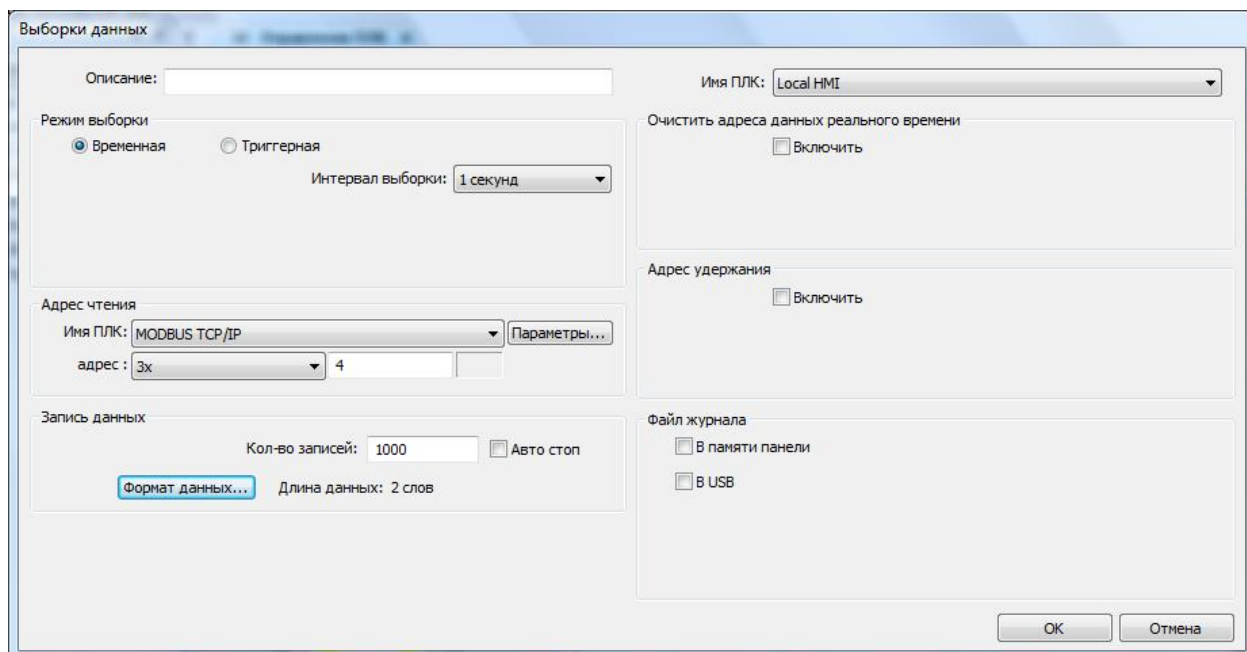 Выборки данных
Описание:
Имя ПЛК: Local HMI
Режим выборки
Временная
Триггерная
Интервал выборки: 1 секунд
Очистить адреса данных реального времени
Включить
Адрес удержания
Включить
Адрес чтения
Имя ПЛК: MODBUS TCP/IP
Параметры...
адрес : 3x 4
Запись данных
Кол-во записей: 1000
Авто стоп
Формат данных...
Длина данных: 2 слов
Файл журнала
В памяти панели
В USB
OK
Отмена